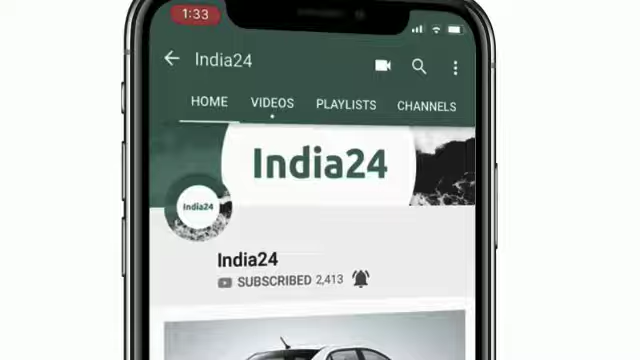 1:33
India24
HOME VIDEOS PLAYLISTS CHANNELS
India24
India24
India24
SUBSCRIBED 2,413